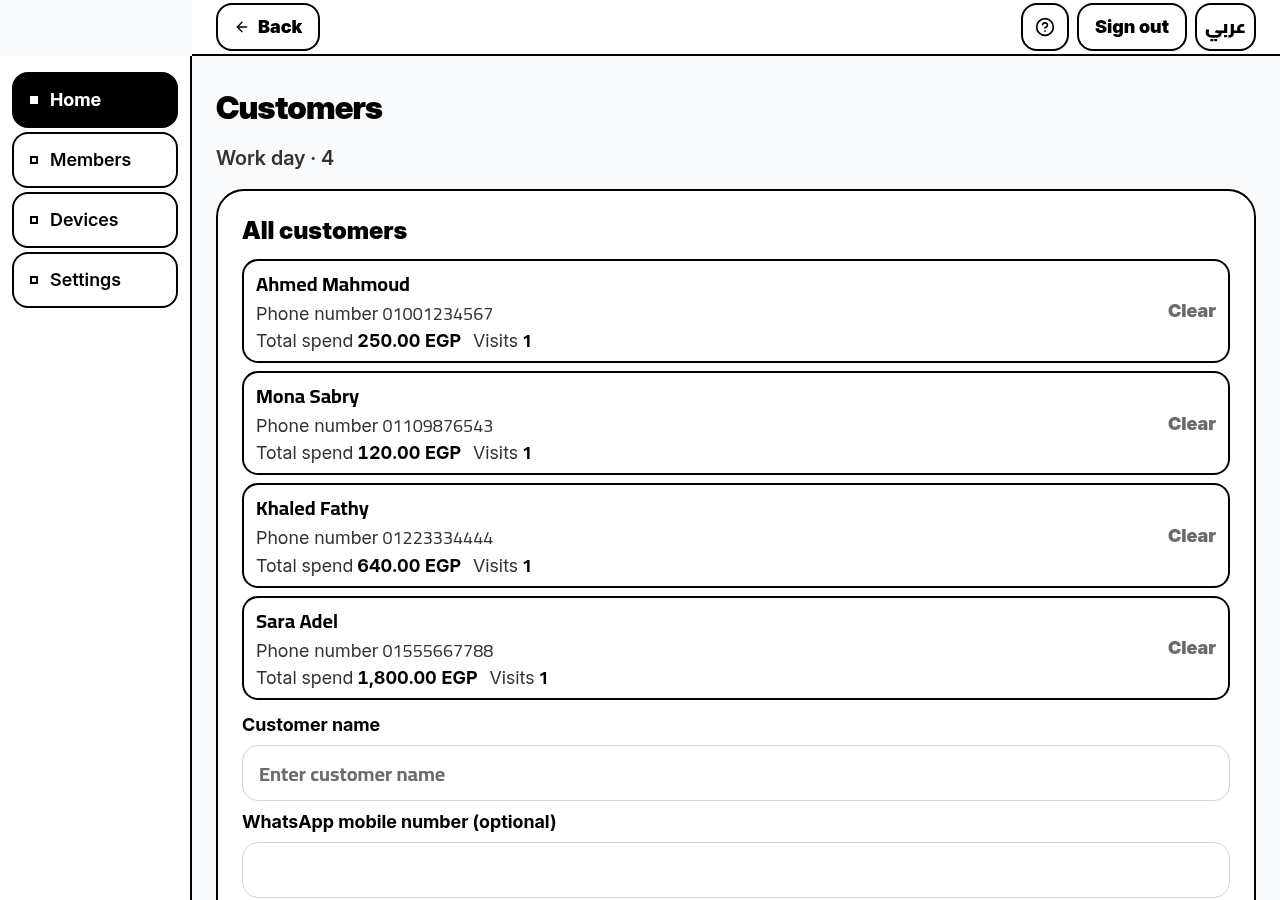 Back
Sign out
عربي
Home
Members
Devices
Settings
Customers
Work day · 4
All customers
Ahmed Mahmoud
Phone number 01001234567
Total spend 250.00 EGP Visits 1
Clear
Mona Sabry
Phone number 01109876543
Total spend 120.00 EGP Visits 1
Clear
Khaled Fathy
Phone number 01223334444
Total spend 640.00 EGP Visits 1
Clear
Sara Adel
Phone number 01555667788
Total spend 1,800.00 EGP Visits 1
Clear
Customer name
Enter customer name
WhatsApp mobile number (optional)